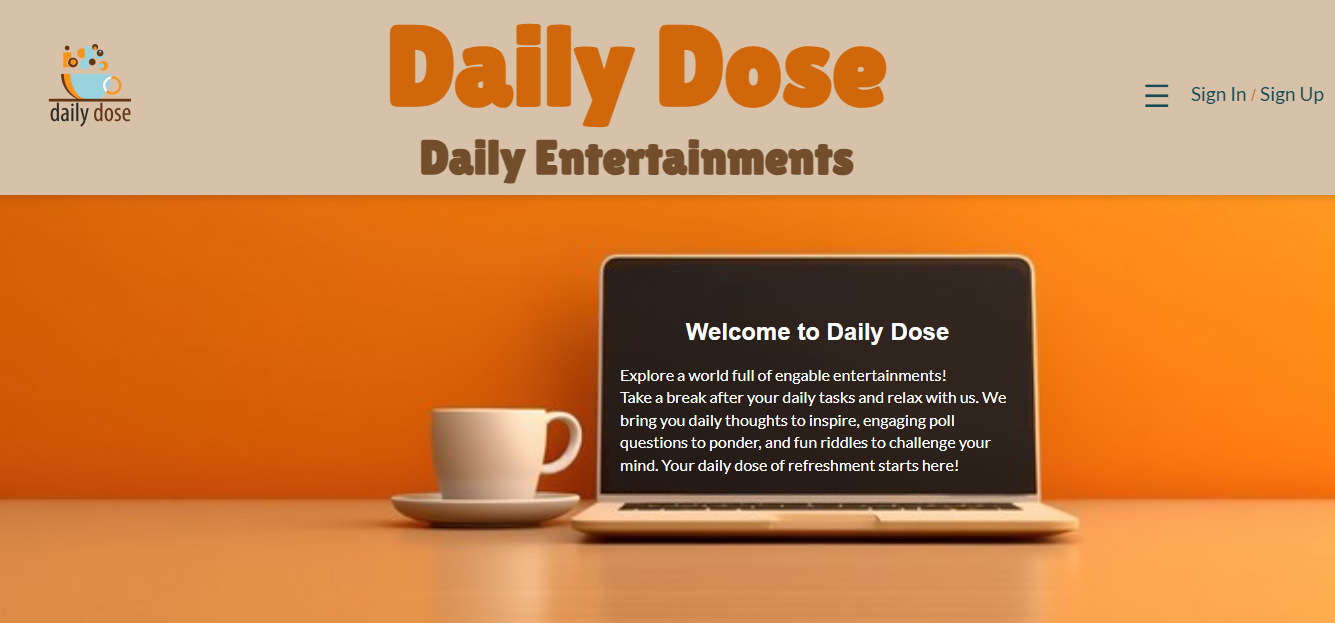 daily dose
Daily Dose
Daily Entertainments
☰ Sign In / Sign Up
Welcome to Daily Dose
Explore a world full of engable entertainments!
Take a break after your daily tasks and relax with us. We
bring you daily thoughts to inspire, engaging poll
questions to ponder, and fun riddles to challenge your
mind. Your daily dose of refreshment starts here!